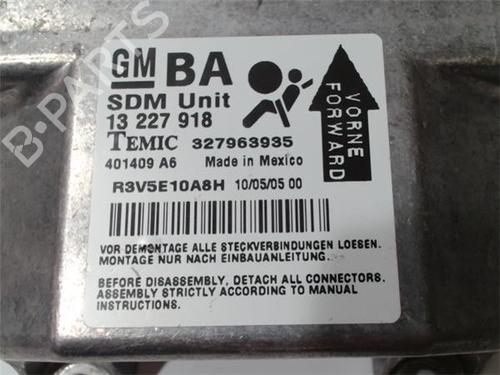 GM BA
SDM Unit
13 227 918
TEMIC 327963935
401409 A6 Made in Mexico
R3V5E10A8H 10/05/05 00
VORNE
FORWARD
VOR DEMONTAGE ALLE STECKVERBINDUNGEN LOESEN.
MONTAGE NUR NACH EINBAUANLEITUNG.
BEFORE DISASSEMBLY, DETACH ALL CONNECTORS.
ASSEMBLY STRICTLY ACCORDING TO MANUAL
INSTRUCTIONS.
B-PARTS